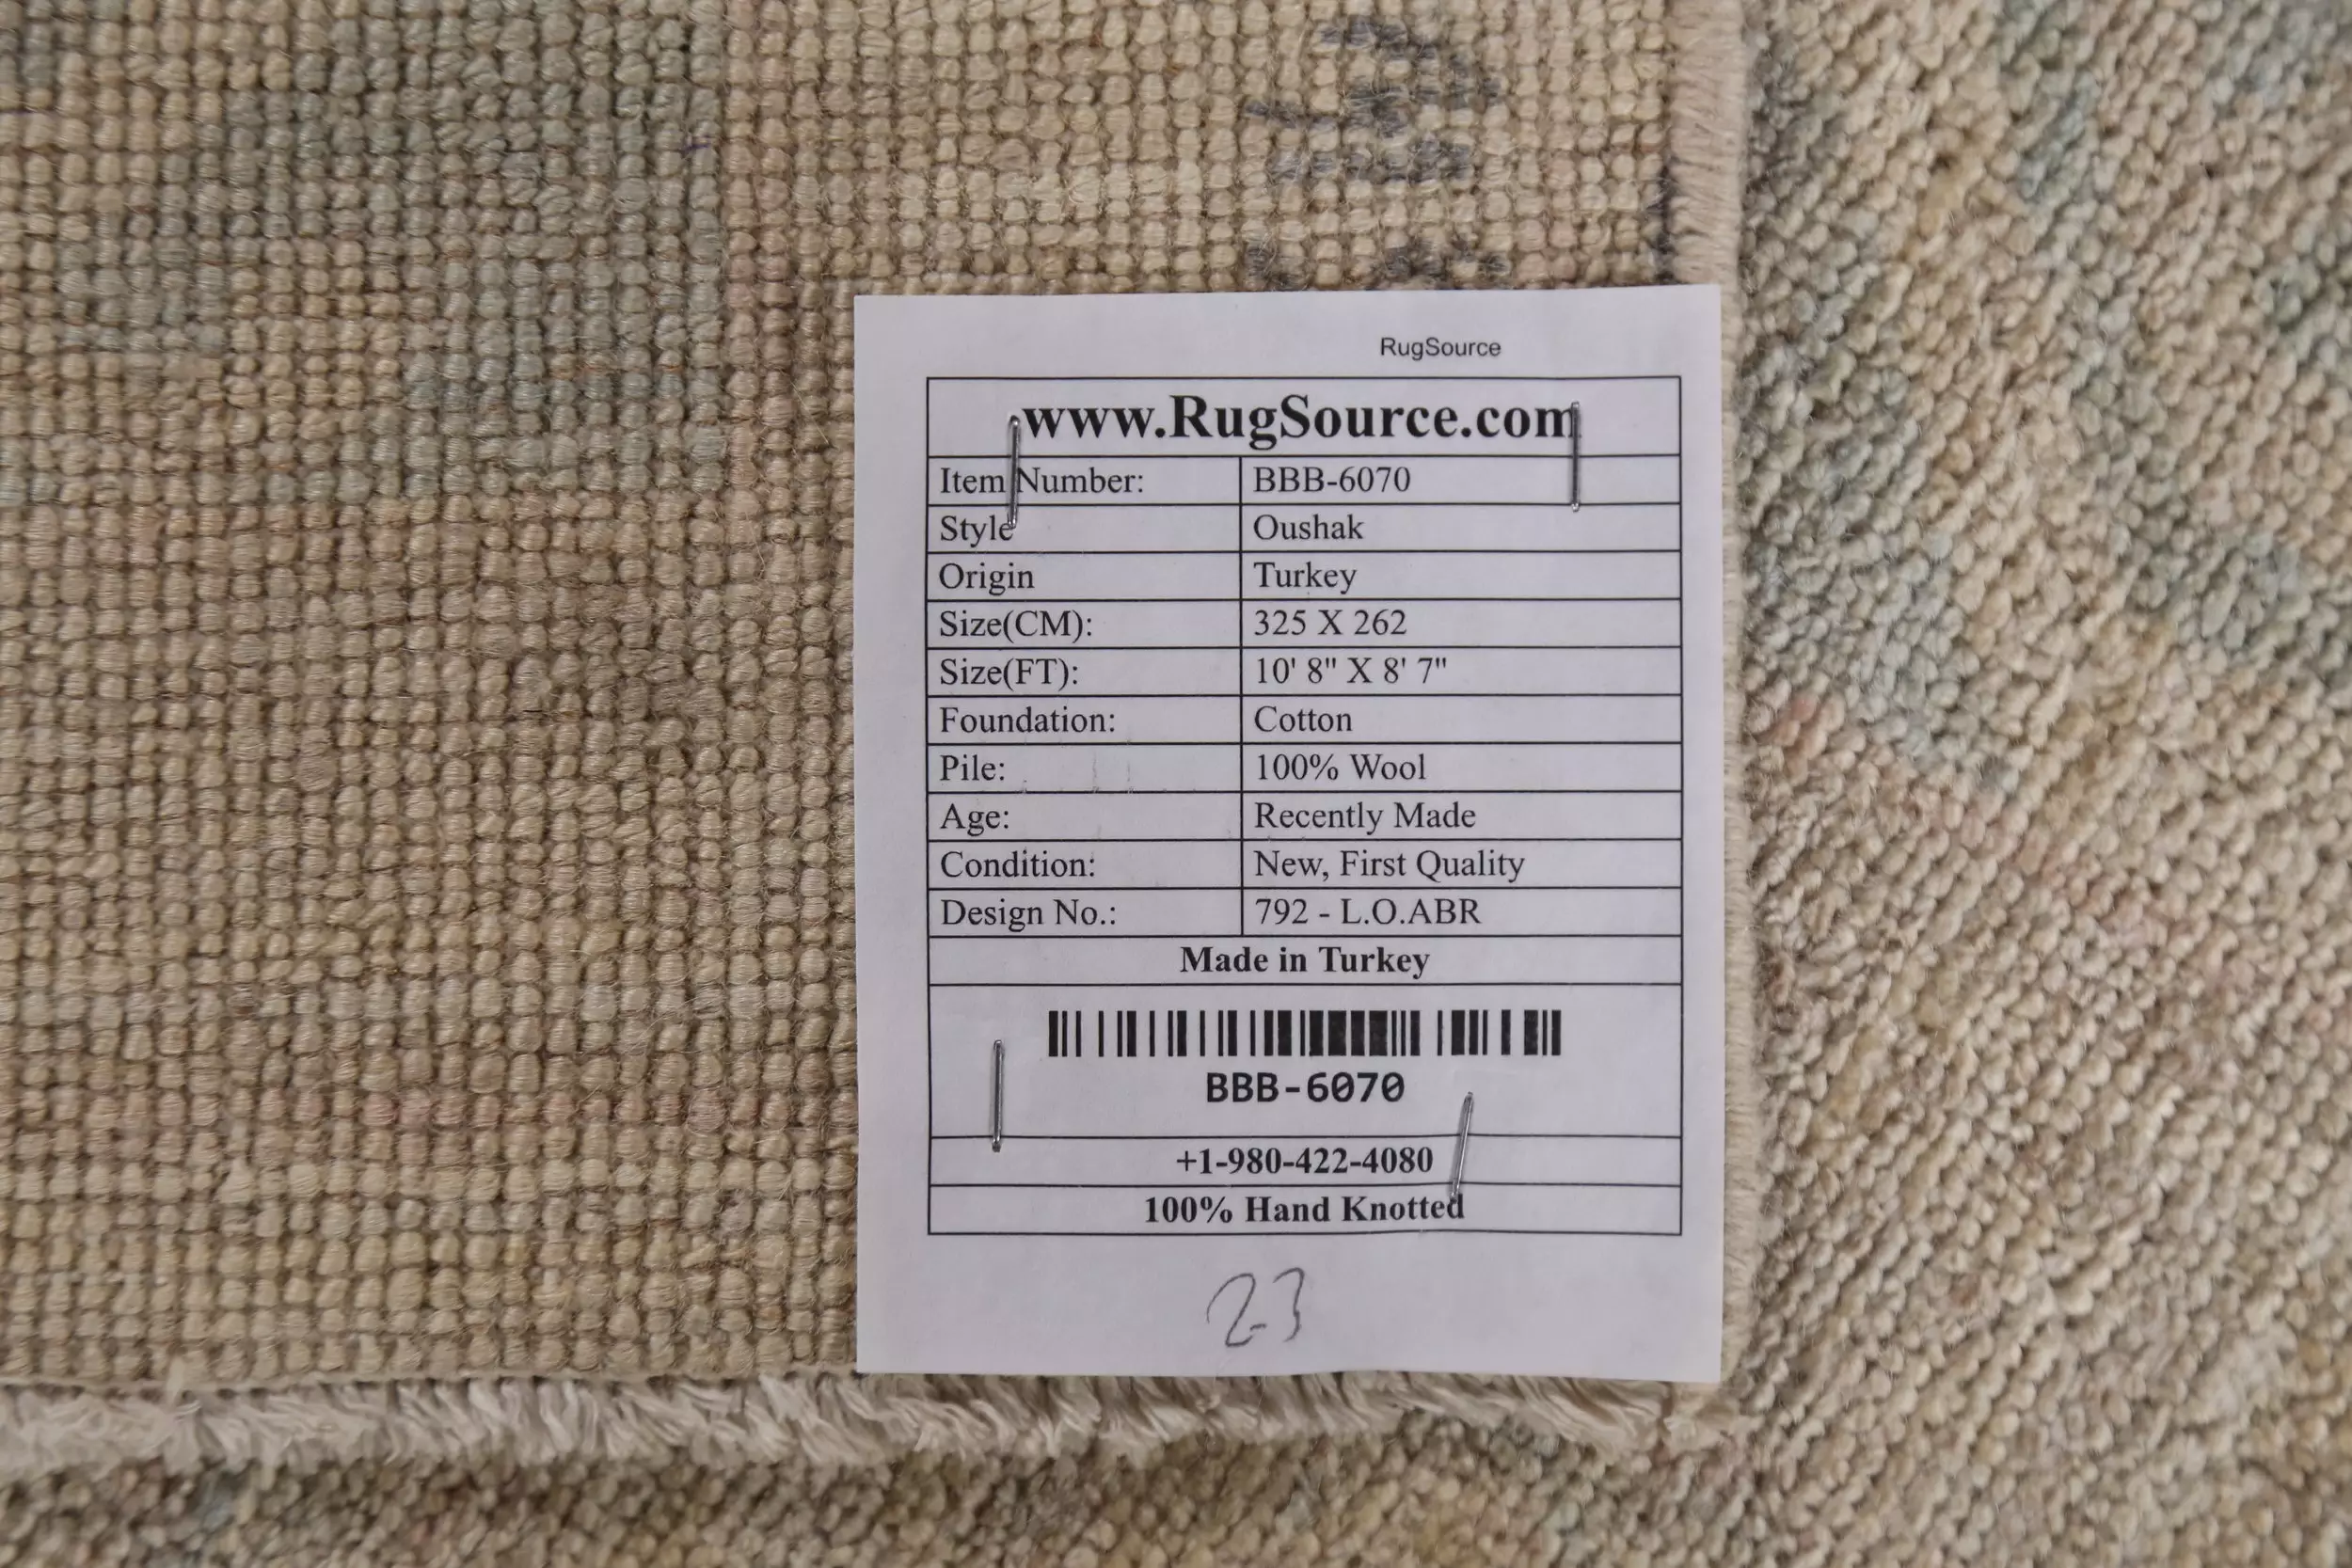 RugSource
www.RugSource.com
Item Number: BBB-6070
Style Oushak
Origin Turkey
Size(CM): 325 X 262
Size(FT): 10' 8" X 8' 7"
Foundation: Cotton
Pile: 100% Wool
Age: Recently Made
Condition: New, First Quality
Design No.: 792 - L.O.ABR
Made in Turkey
BBB-6070
+1-980-422-4080
100% Hand Knotted
23